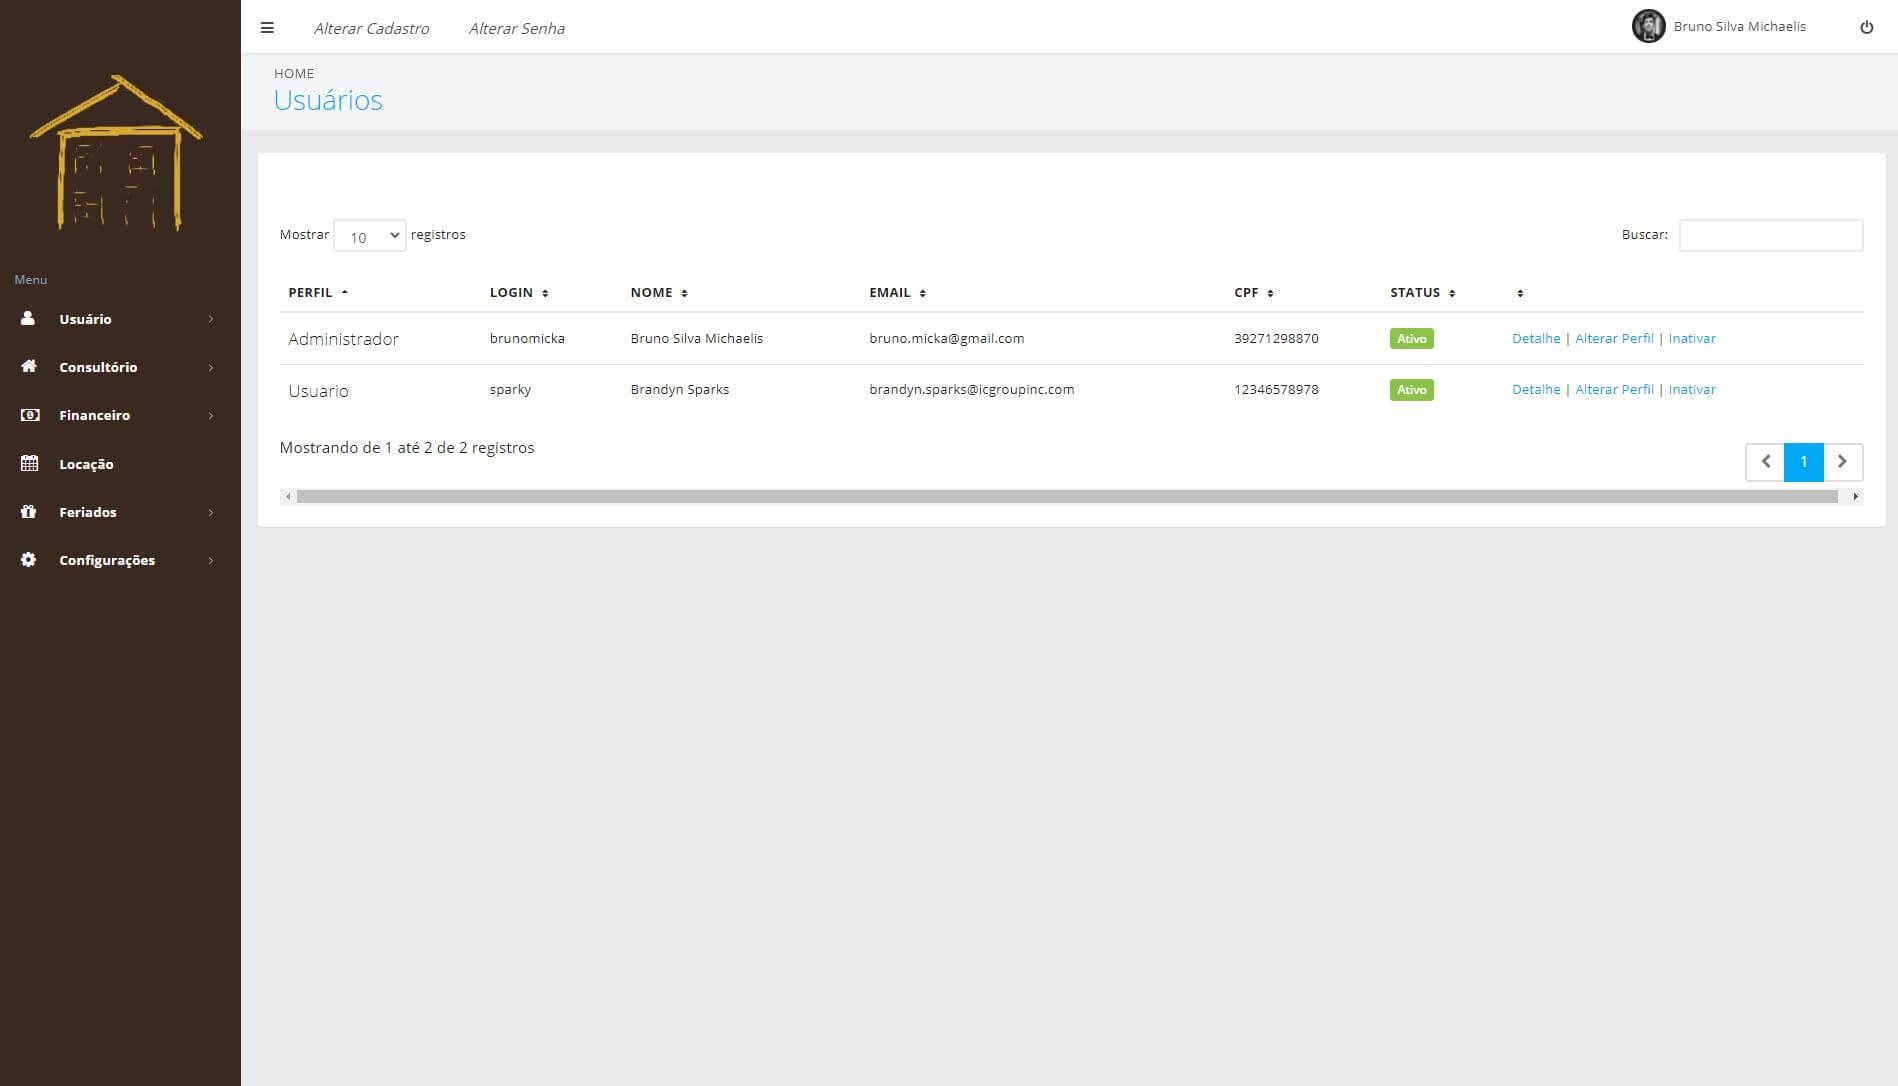 Alterar Cadastro Alterar Senha Bruno Silva Michaelis
HOME
Usuários
Menu
Usuário
Consultório
Financeiro
Locação
Feriados
Configurações
Mostrar 10 registros Buscar:
PERFIL LOGIN NOME EMAIL CPF STATUS
Administrador brunomicka Bruno Silva Michaelis bruno.micka@gmail.com 39271298870 Ativo Detalhe | Alterar Perfil | Inativar
Usuario sparky Brandyn Sparks brandyn.sparks@icgroupinc.com 12346578978 Ativo Detalhe | Alterar Perfil | Inativar
Mostrando de 1 até 2 de 2 registros
1